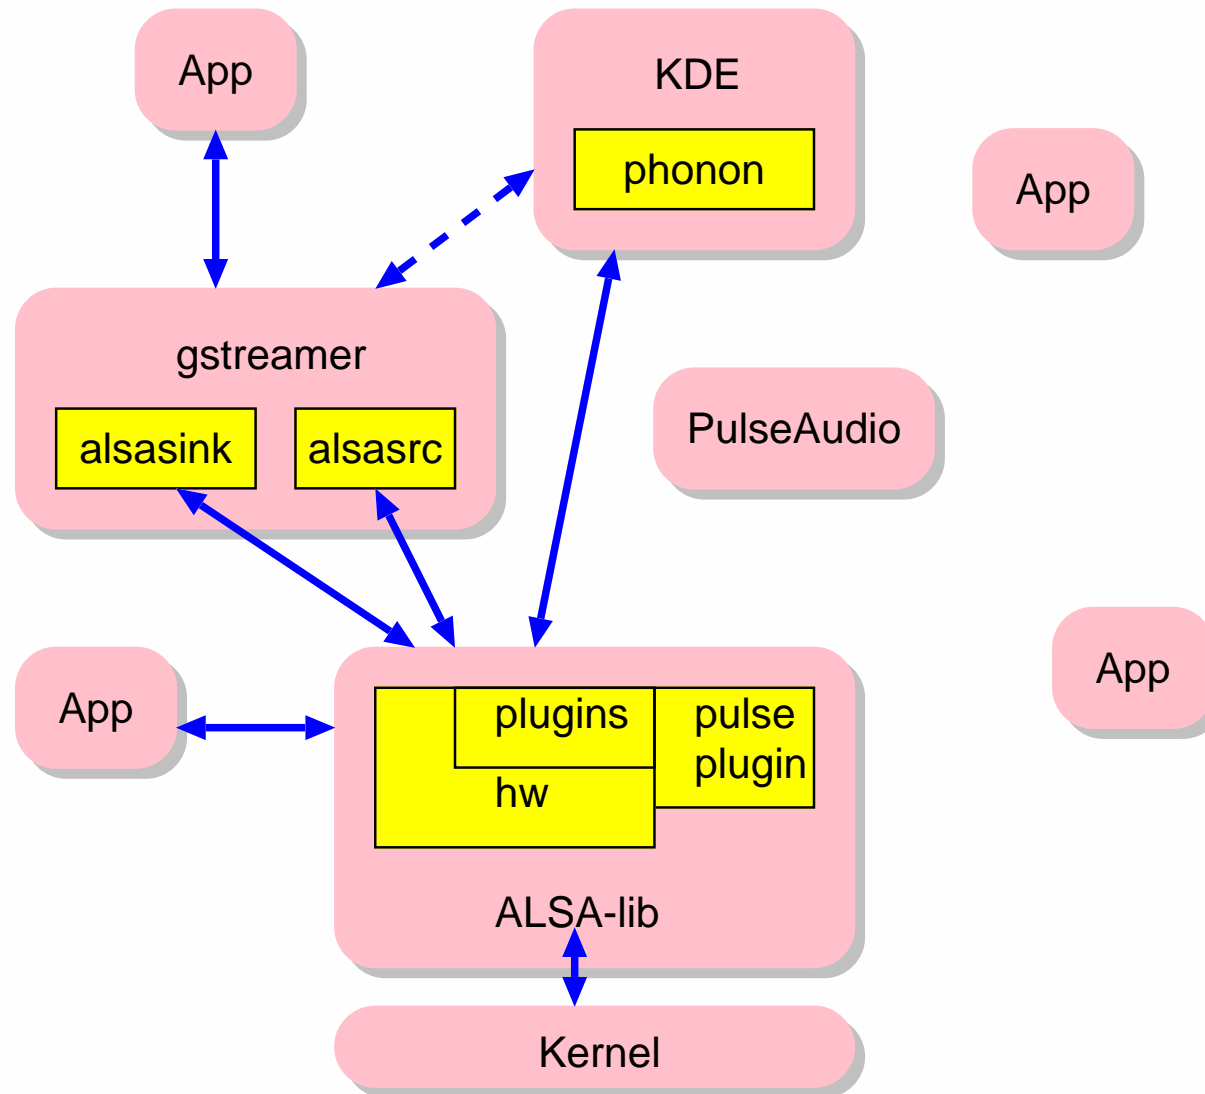 App
KDE
phonon
App
gstreamer
alsasink
alsasrc
PulseAudio
App
App
plugins
pulse
plugin
hw
ALSA-lib
Kernel